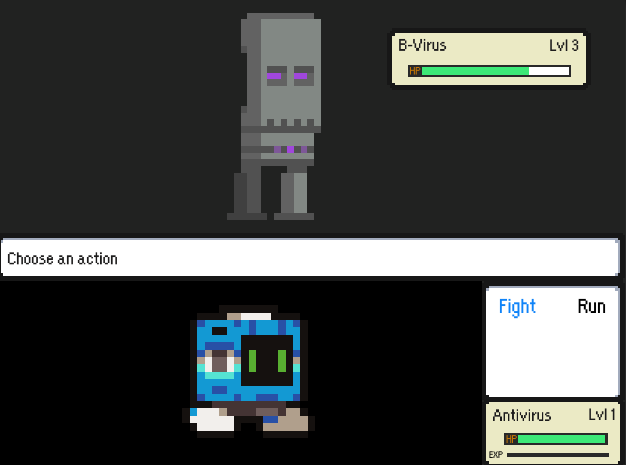 B-Virus Lvl 3
HP
Choose an action
Fight Run
Antivirus Lvl 1
HP
EXP